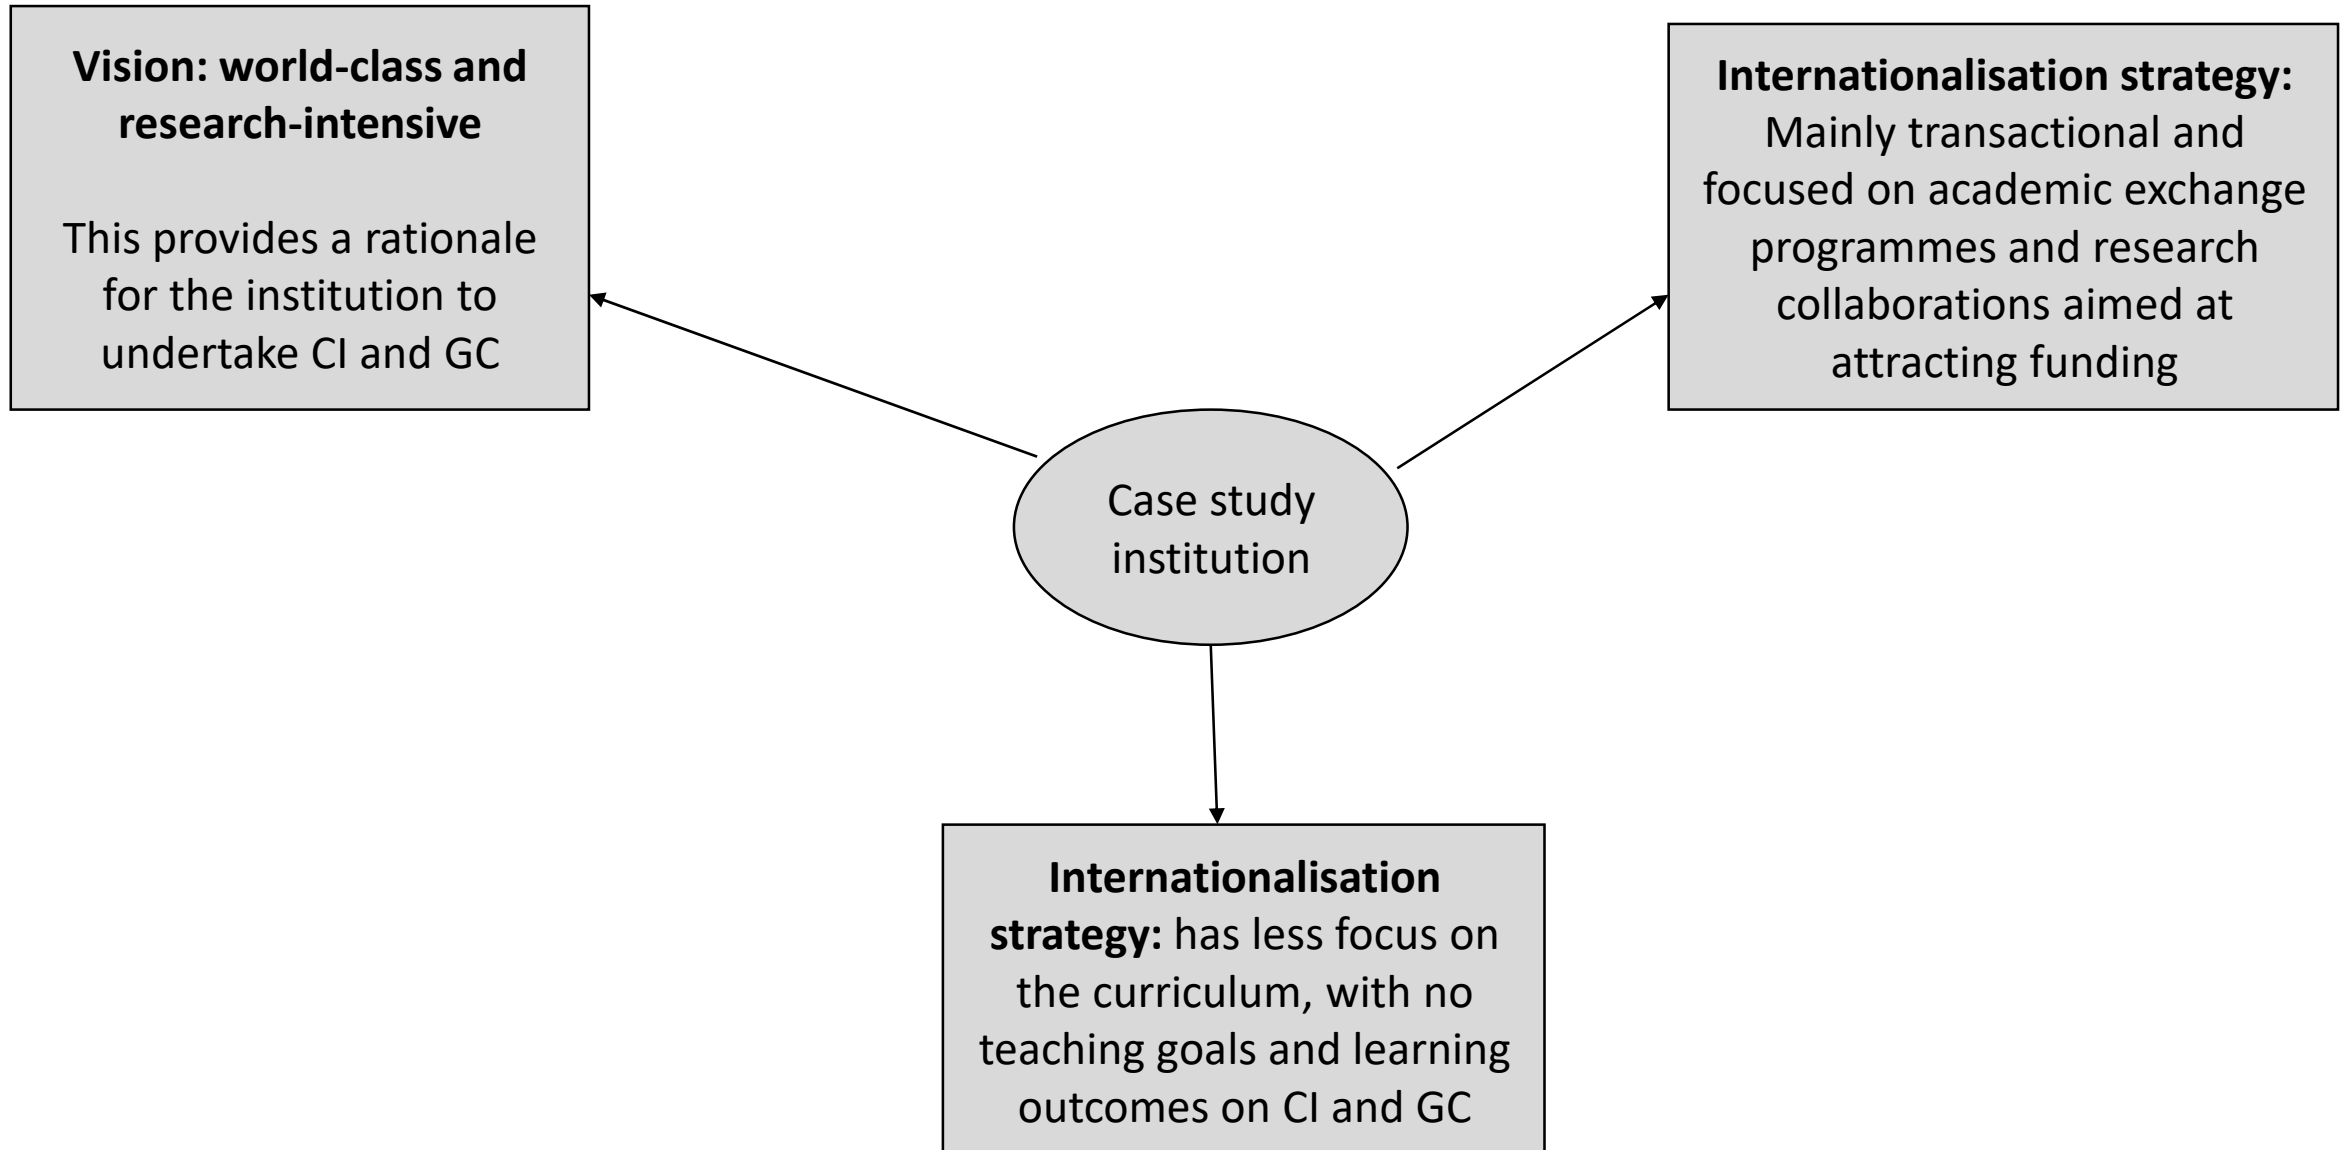 Vision: world-class and
research-intensive
This provides a rationale
for the institution to
undertake CI and GC
Internationalisation strategy:
Mainly transactional and
focused on academic exchange
programmes and research
collaborations aimed at
attracting funding
Case study
institution
Internationalisation
strategy: has less focus on
the curriculum, with no
teaching goals and learning
outcomes on CI and GC